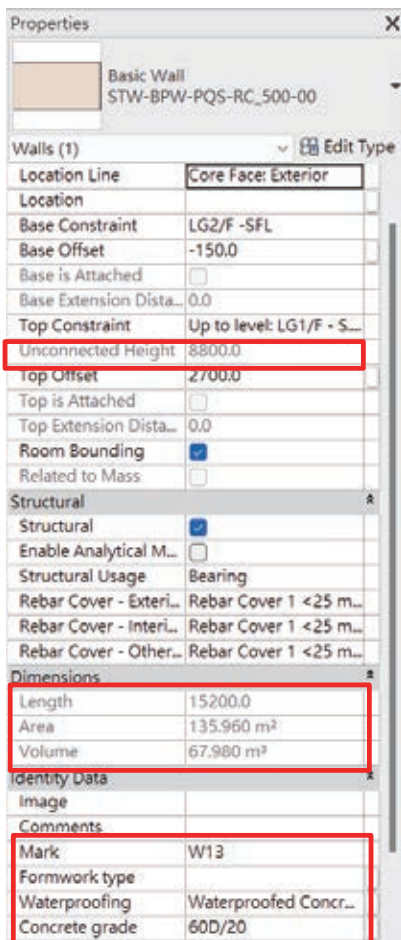 Properties X
Basic Wall
STW-BPW-PQS-RC_500-00
Walls (1) Edit Type
Location Line Core Face: Exterior
Location
Base Constraint LG2/F -SFL
Base Offset -150.0
Base is Attached
Base Extension Dista... 0.0
Top Constraint Up to level: LG1/F - S...
Unconnected Height 8800.0
Top Offset 2700.0
Top is Attached
Top Extension Dista... 0.0
Room Bounding
Related to Mass
Structural
Structural
Enable Analytical M...
Structural Usage Bearing
Rebar Cover - Exteri... Rebar Cover 1 <25 m...
Rebar Cover - Interi... Rebar Cover 1 <25 m...
Rebar Cover - Other... Rebar Cover 1 <25 m...
Dimensions
Length 15200.0
Area 135.960 m²
Volume 67.980 m³
Identity Data
Image
Comments
Mark W13
Formwork type
Waterproofing Waterproofed Concr...
Concrete grade 60D/20